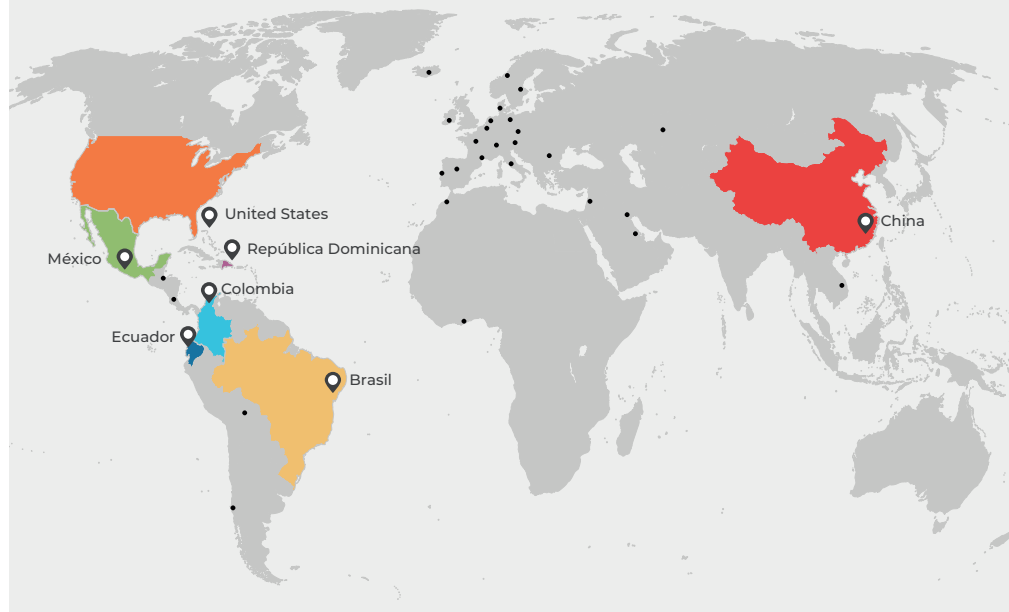 United States
China
República Dominicana
México
Colombia
Ecuador
Brasil